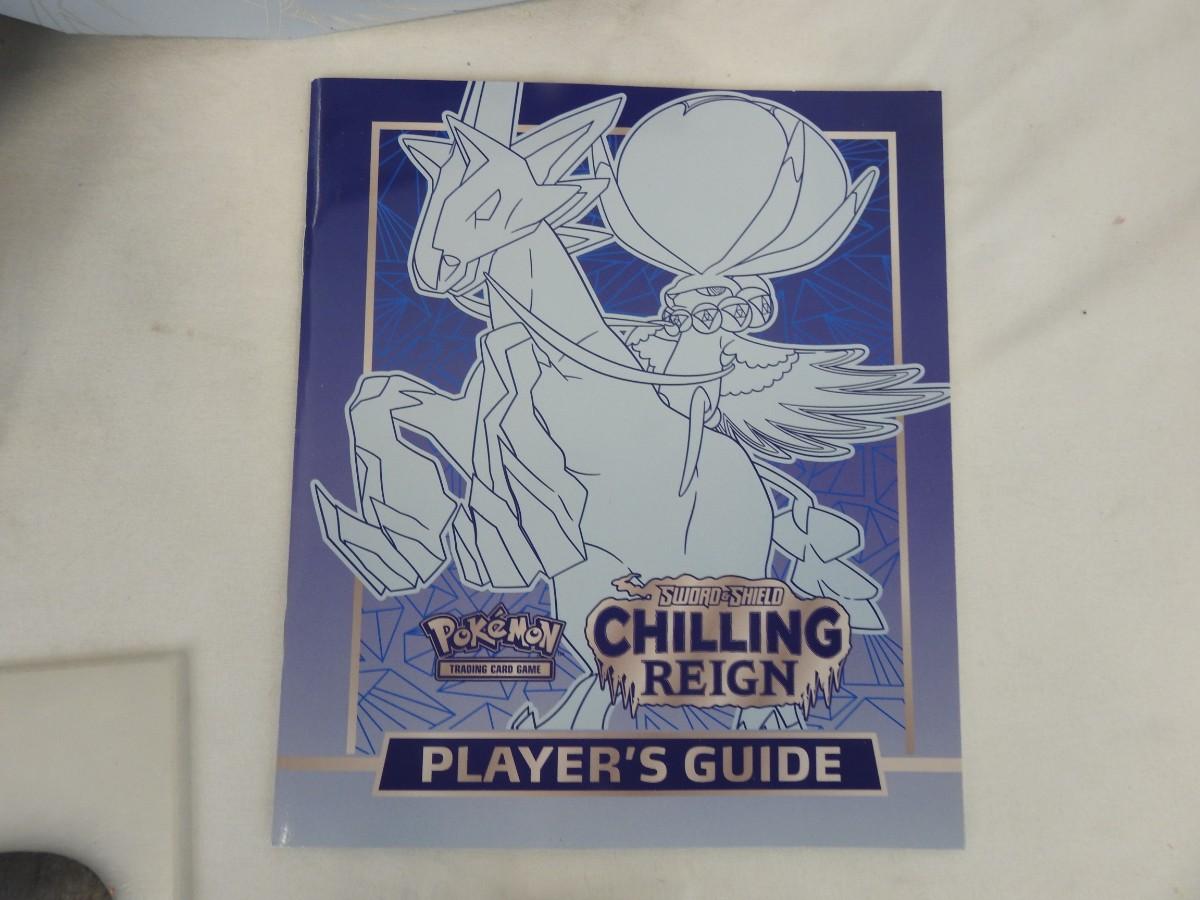 SWORD & SHIELD
CHILLING
REIGN
POKéMON
TRADING CARD GAME
PLAYER'S GUIDE